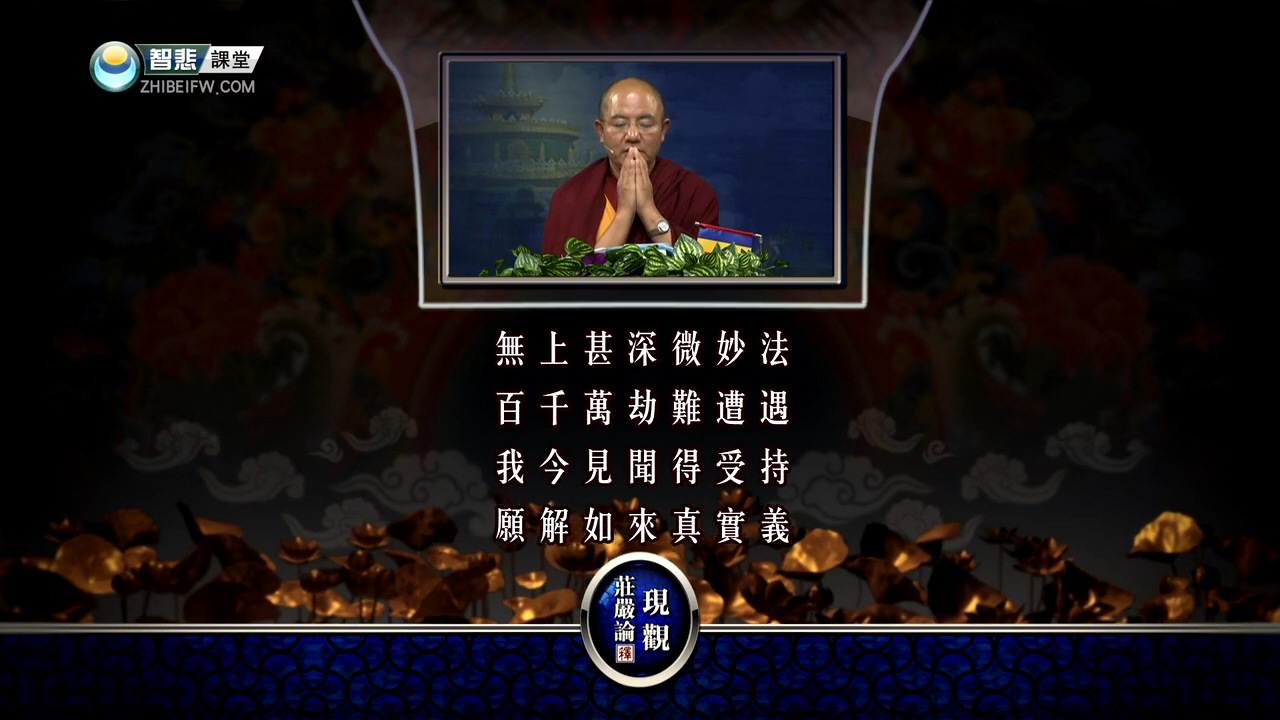 智悲課堂
ZHIBEIFW.COM
無上甚深微妙法
百千萬劫難遭遇
我今見聞得受持
願解如來真實義
現觀
莊嚴論釋